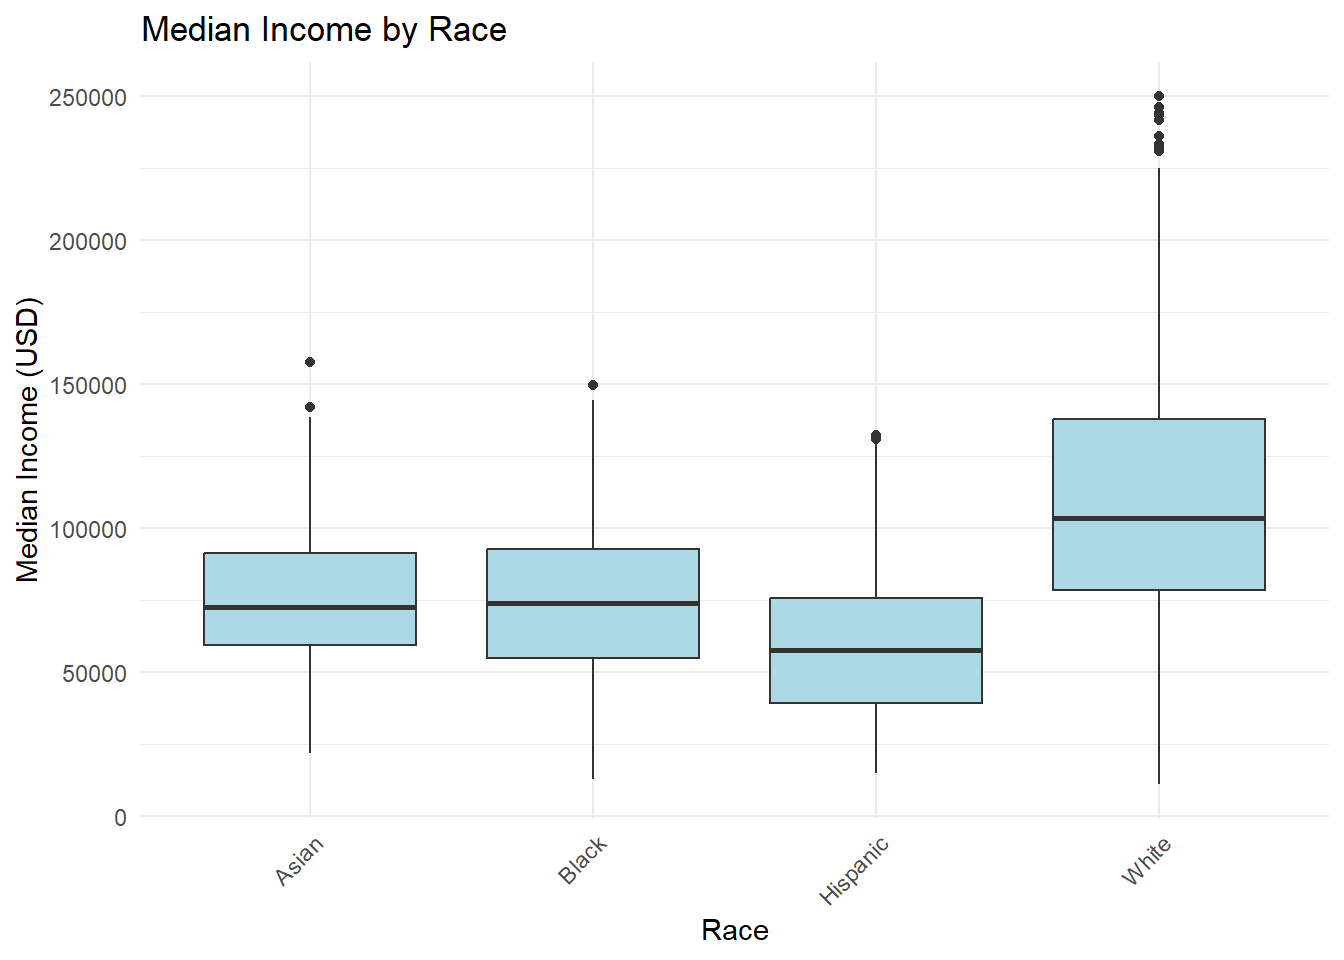 Median Income by Race
Median Income (USD)
250000
200000
150000
100000
50000
0
Asian
Black
Hispanic
White
Race